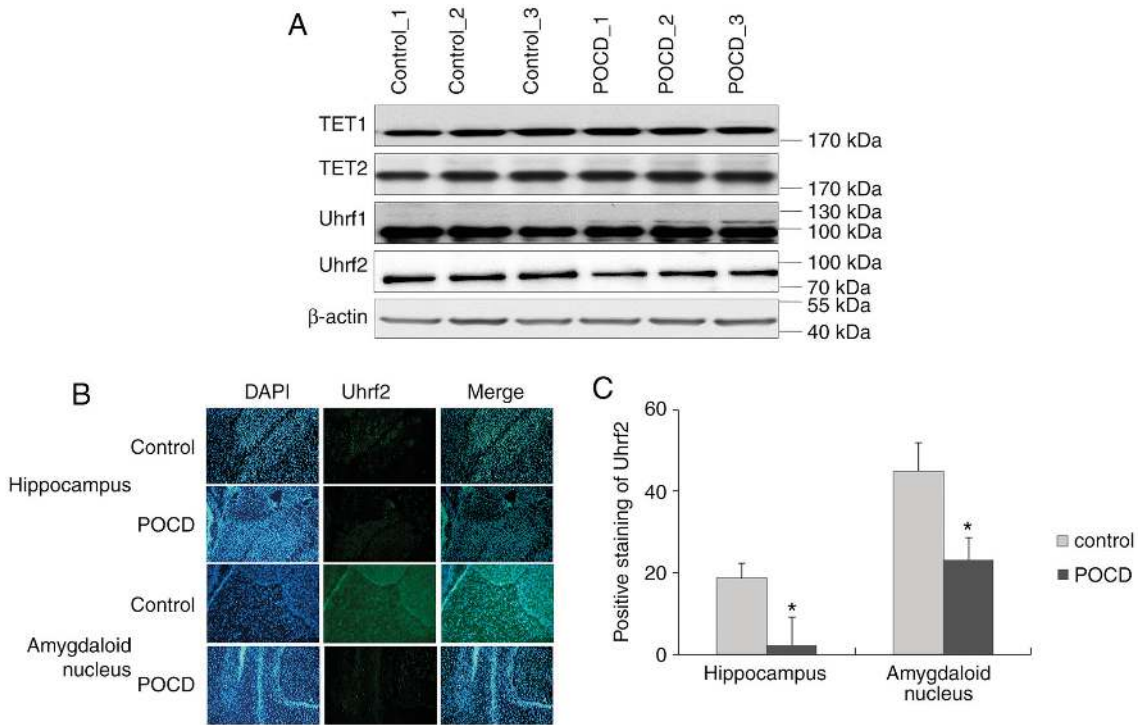 A
Control_1
Control_2
Control_3
POCD_1
POCD_2
POCD_3
TET1
170 kDa
TET2
170 kDa
Uhrf1
130 kDa
100 kDa
Uhrf2
100 kDa
70 kDa
β-actin
55 kDa
40 kDa
B
DAPI
Uhrf2
Merge
Hippocampus
Control
POCD
Amygdaloid
nucleus
Control
POCD
C
Positive staining of Uhrf2
60
40
20
0
*
*
Hippocampus
Amygdaloid
nucleus
control
POCD